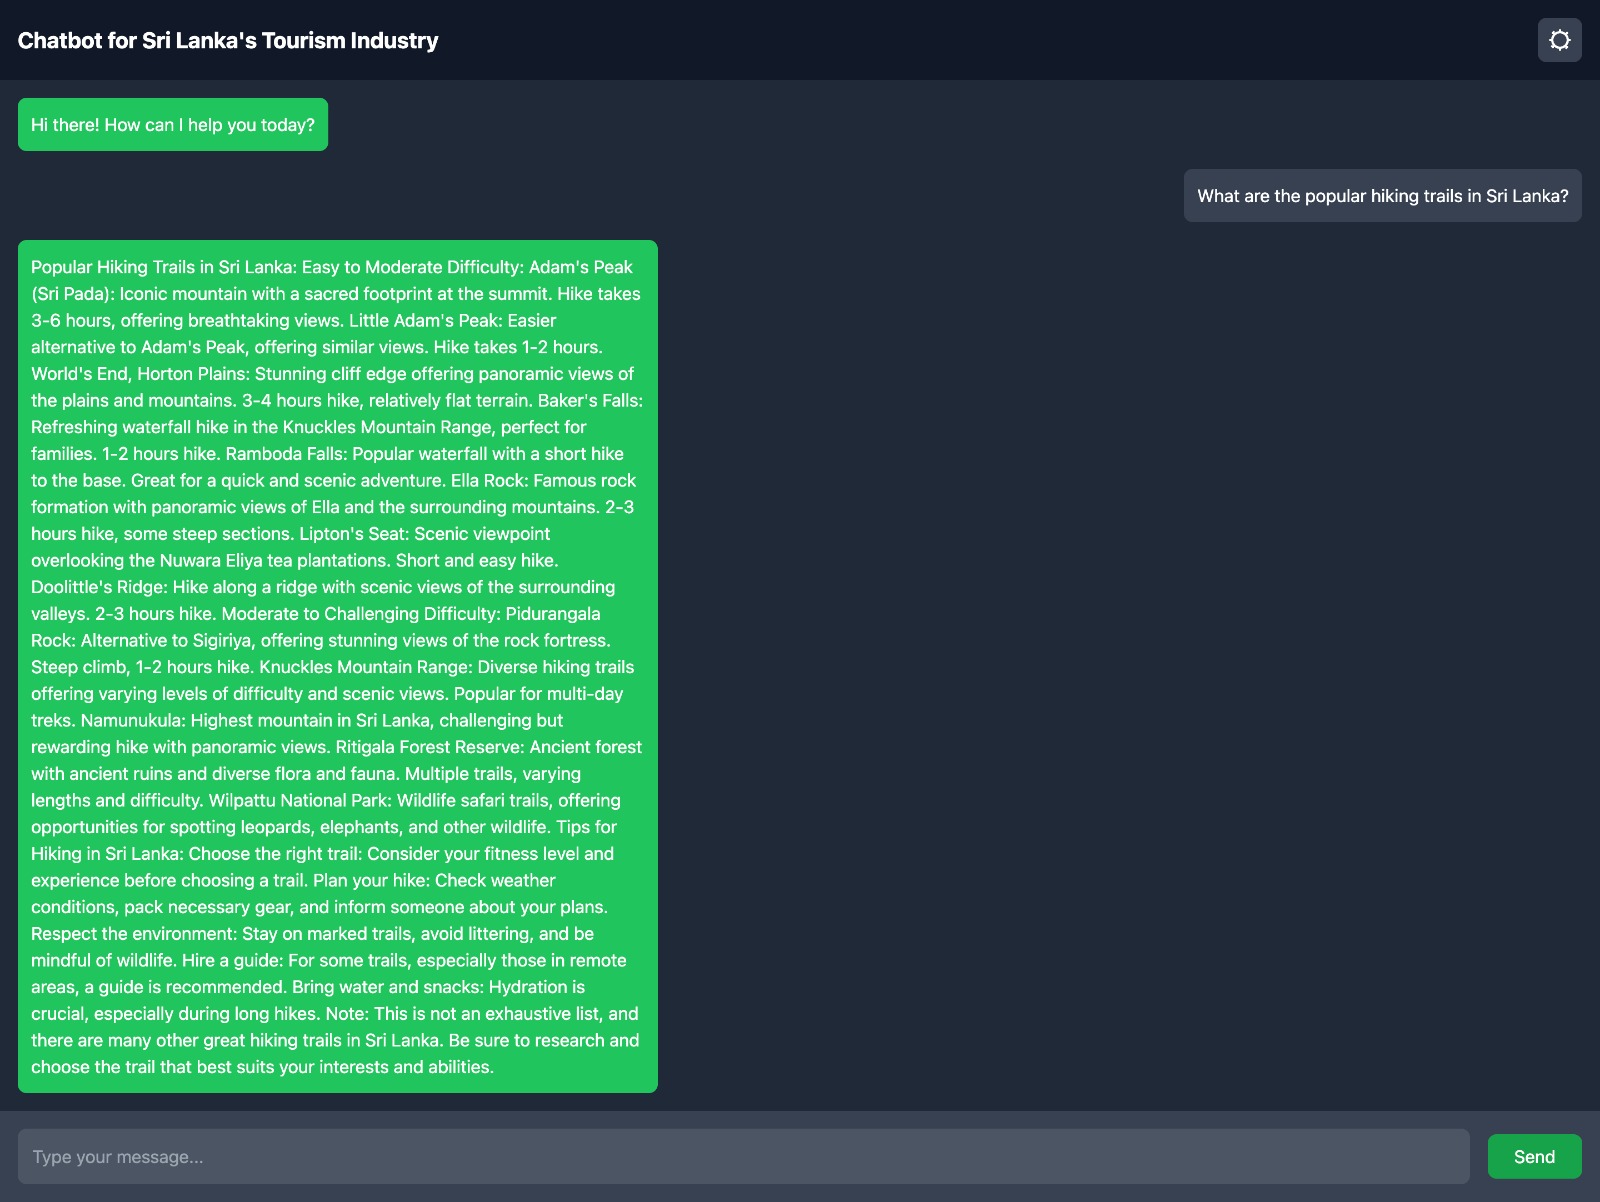 Chatbot for Sri Lanka's Tourism Industry
Hi there! How can I help you today?
What are the popular hiking trails in Sri Lanka?
Popular Hiking Trails in Sri Lanka: Easy to Moderate Difficulty: Adam's Peak
(Sri Pada): Iconic mountain with a sacred footprint at the summit. Hike takes
3-6 hours, offering breathtaking views. Little Adam's Peak: Easier
alternative to Adam's Peak, offering similar views. Hike takes 1-2 hours.
World's End, Horton Plains: Stunning cliff edge offering panoramic views of
the plains and mountains. 3-4 hours hike, relatively flat terrain. Baker's Falls:
Refreshing waterfall hike in the Knuckles Mountain Range, perfect for
families. 1-2 hours hike. Ramboda Falls: Popular waterfall with a short hike
to the base. Great for a quick and scenic adventure. Ella Rock: Famous rock
formation with panoramic views of Ella and the surrounding mountains. 2-3
hours hike, some steep sections. Lipton's Seat: Scenic viewpoint
overlooking the Nuwara Eliya tea plantations. Short and easy hike.
Doolittle's Ridge: Hike along a ridge with scenic views of the surrounding
valleys. 2-3 hours hike. Moderate to Challenging Difficulty: Pidurangala
Rock: Alternative to Sigiriya, offering stunning views of the rock fortress.
Steep climb, 1-2 hours hike. Knuckles Mountain Range: Diverse hiking trails
offering varying levels of difficulty and scenic views. Popular for multi-day
treks. Namunukula: Highest mountain in Sri Lanka, challenging but
rewarding hike with panoramic views. Ritigala Forest Reserve: Ancient forest
with ancient ruins and diverse flora and fauna. Multiple trails, varying
lengths and difficulty. Wilpattu National Park: Wildlife safari trails, offering
opportunities for spotting leopards, elephants, and other wildlife. Tips for
Hiking in Sri Lanka: Choose the right trail: Consider your fitness level and
experience before choosing a trail. Plan your hike: Check weather
conditions, pack necessary gear, and inform someone about your plans.
Respect the environment: Stay on marked trails, avoid littering, and be
mindful of wildlife. Hire a guide: For some trails, especially those in remote
areas, a guide is recommended. Bring water and snacks: Hydration is
crucial, especially during long hikes. Note: This is not an exhaustive list, and
there are many other great hiking trails in Sri Lanka. Be sure to research and
choose the trail that best suits your interests and abilities.
Type your message...
Send